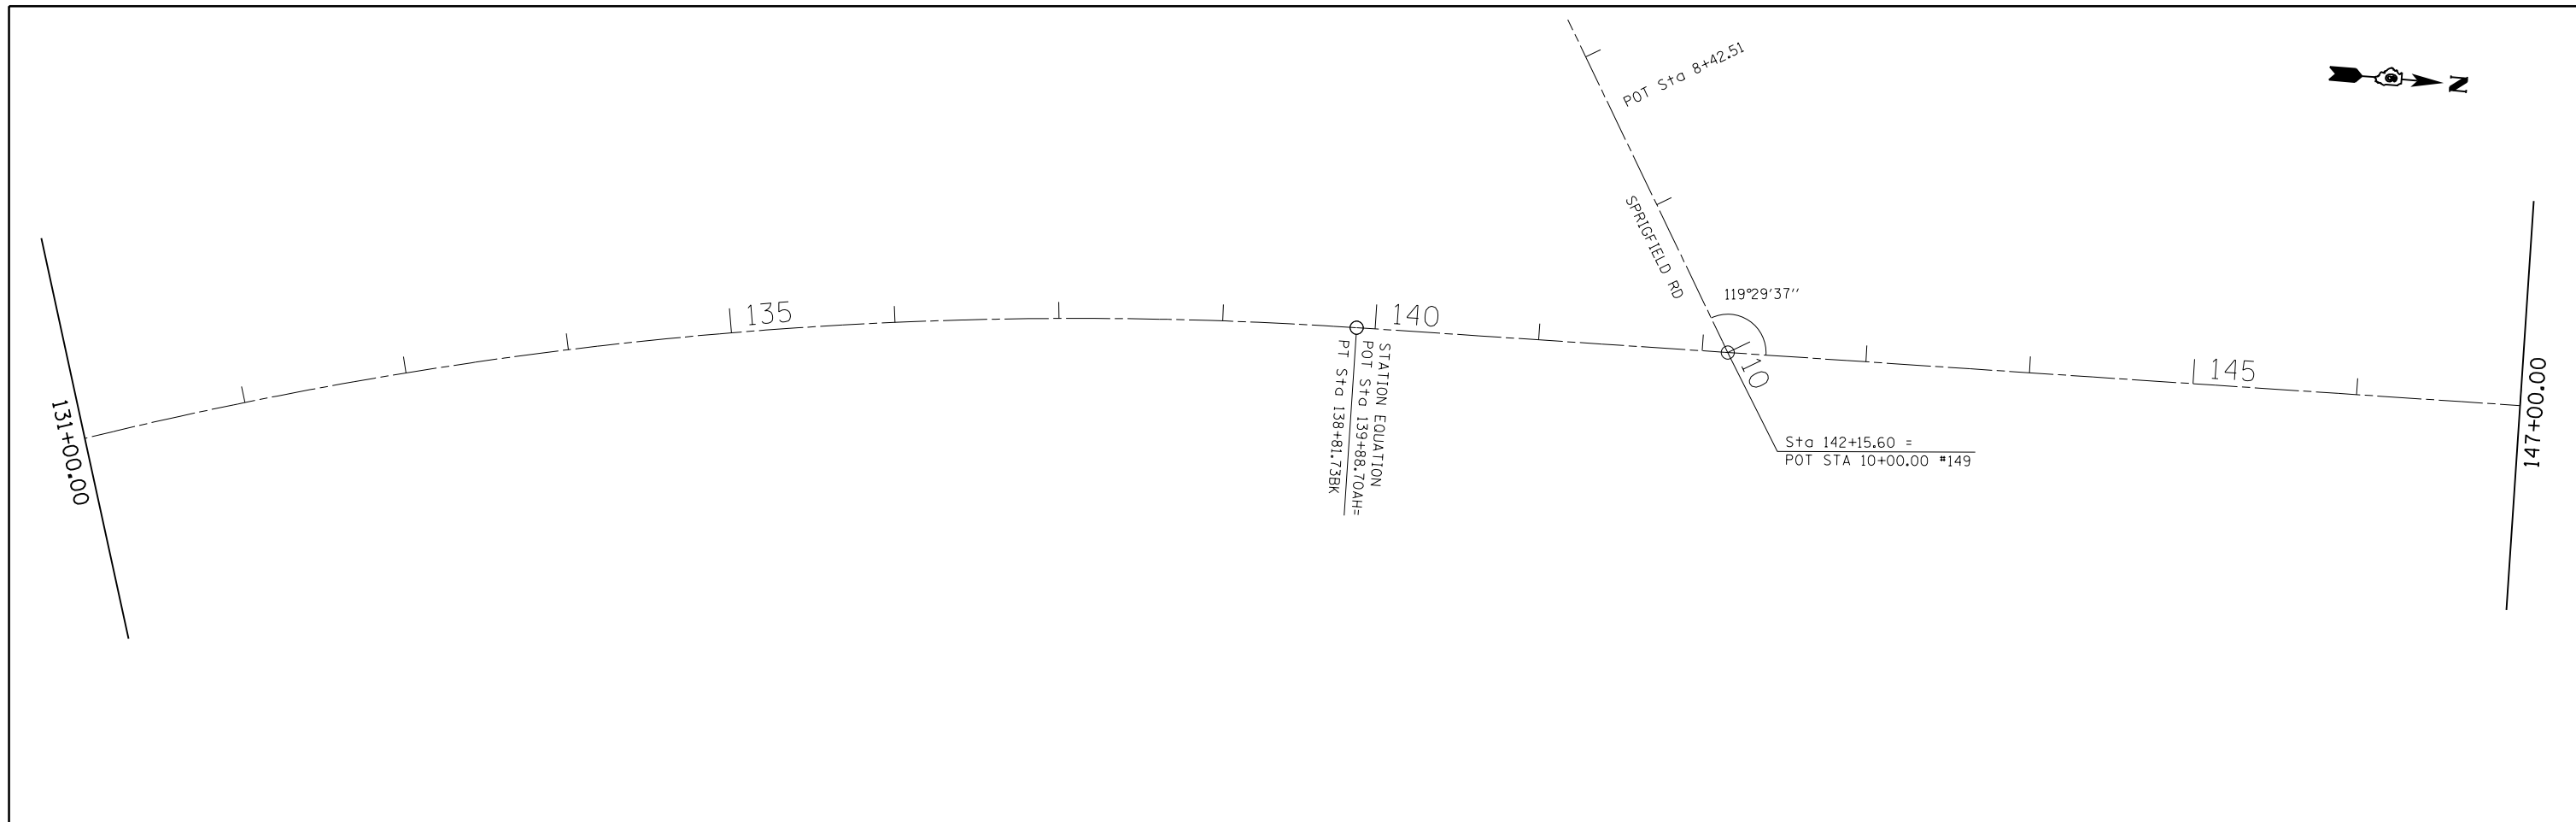 POT Sta 8+42.51
N
SPRIGFIELD RD
119°29'37''
135
140
145
10
131+00.00
147+00.00
STATION EQUATION
POT Sta 139+88.70AH=
PT Sta 138+81.73BK
Sta 142+15.60 =
POT STA 10+00.00 #149